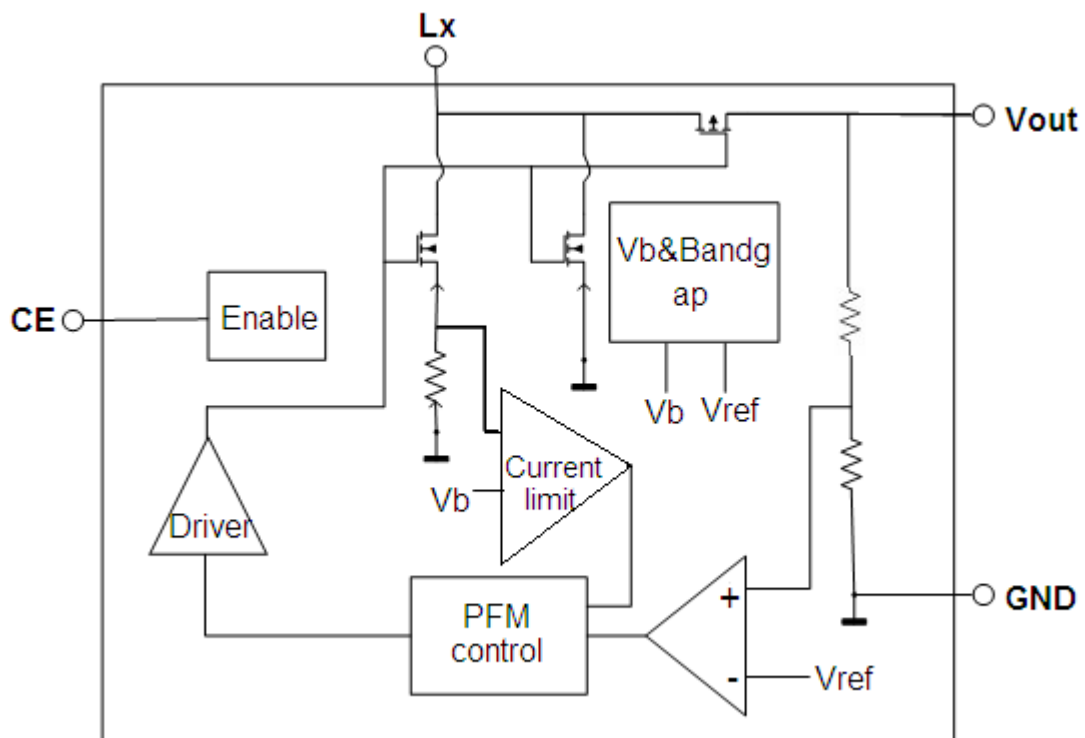 Lx
Vout
Vb&Bandg
ap
CE
Enable
Vb
Vref
Current
limit
Vb
Driver
+
GND
PFM
control
-
Vref